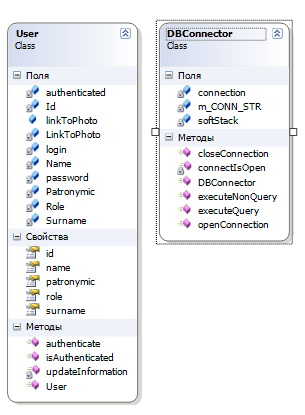 User
Class
Поля
authenticated
Id
linkToPhoto
LinkToPhoto
login
Name
password
Patronymic
Role
Surname
Свойства
id
name
patronymic
role
surname
Методы
authenticate
isAuthenticated
updateInformation
User
DBConnector
Class
Поля
connection
m_CONN_STR
softStack
Методы
closeConnection
connectIsOpen
DBConnector
executeNonQuery
executeQuery
openConnection